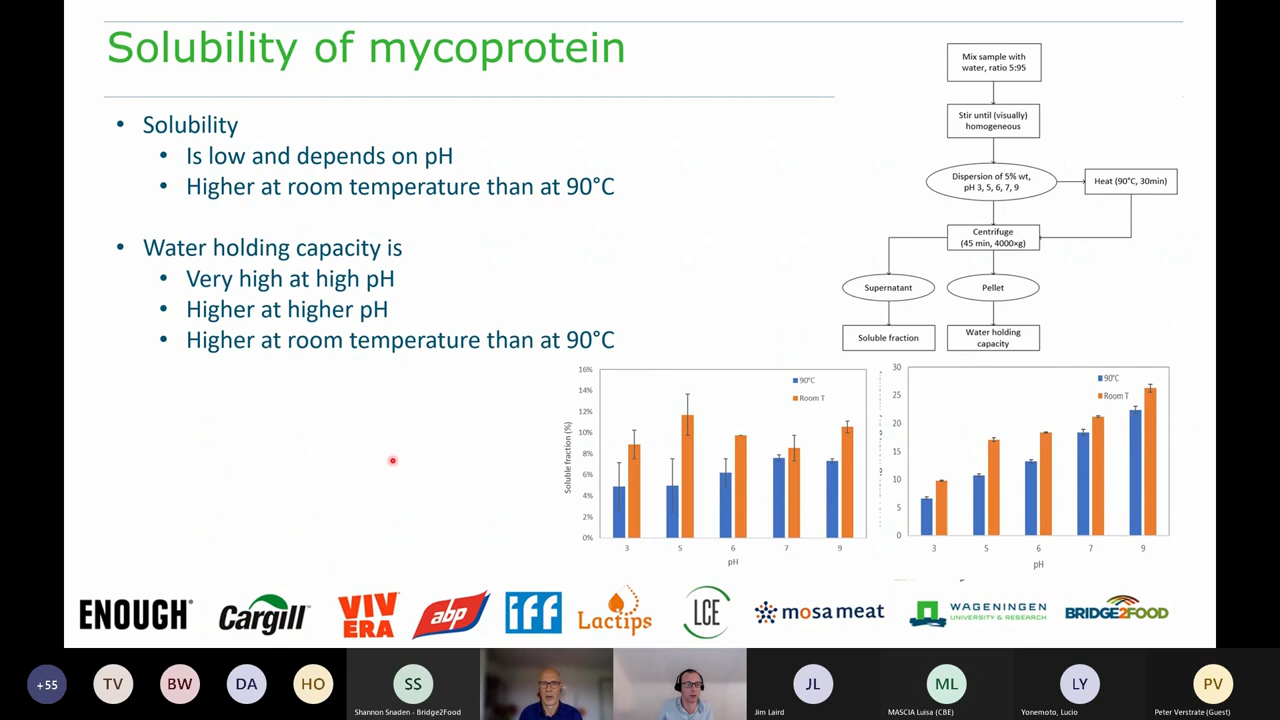 Solubility of mycoprotein
• Solubility
• Is low and depends on pH
• Higher at room temperature than at 90°C
• Water holding capacity is
• Very high at high pH
• Higher at higher pH
• Higher at room temperature than at 90°C
Mix sample with
water, ratio 5:95
Stir until (visually)
homogeneous
Dispersion of 5% wt,
pH 3, 5, 6, 7, 9
Heat (90°C, 30min)
Centrifuge
(45 min, 4000×g)
Supernatant
Pellet
Soluble fraction
Water holding
capacity
16%
14%
12%
10%
8%
6%
4%
2%
0%
Soluble fraction (%)
90°C
Room T
3 5 6 7 9
pH
30
25
20
15
10
5
0
90°C
Room T
3 5 6 7 9
pH
ENOUGH
Cargill
VIV
ERA
abp
iff
Lactips
LCE
mosa meat
WAGENINGEN
UNIVERSITY & RESEARCH
BRIDGE2FOOD
+55
TV
BW
DA
HO
SS
Shannon Snaden - Bridge2Food
JL
Jim Laird
ML
MASCIA Luisa (CBE)
LY
Yonemoto, Lucio
PV
Peter Verstrate (Guest)